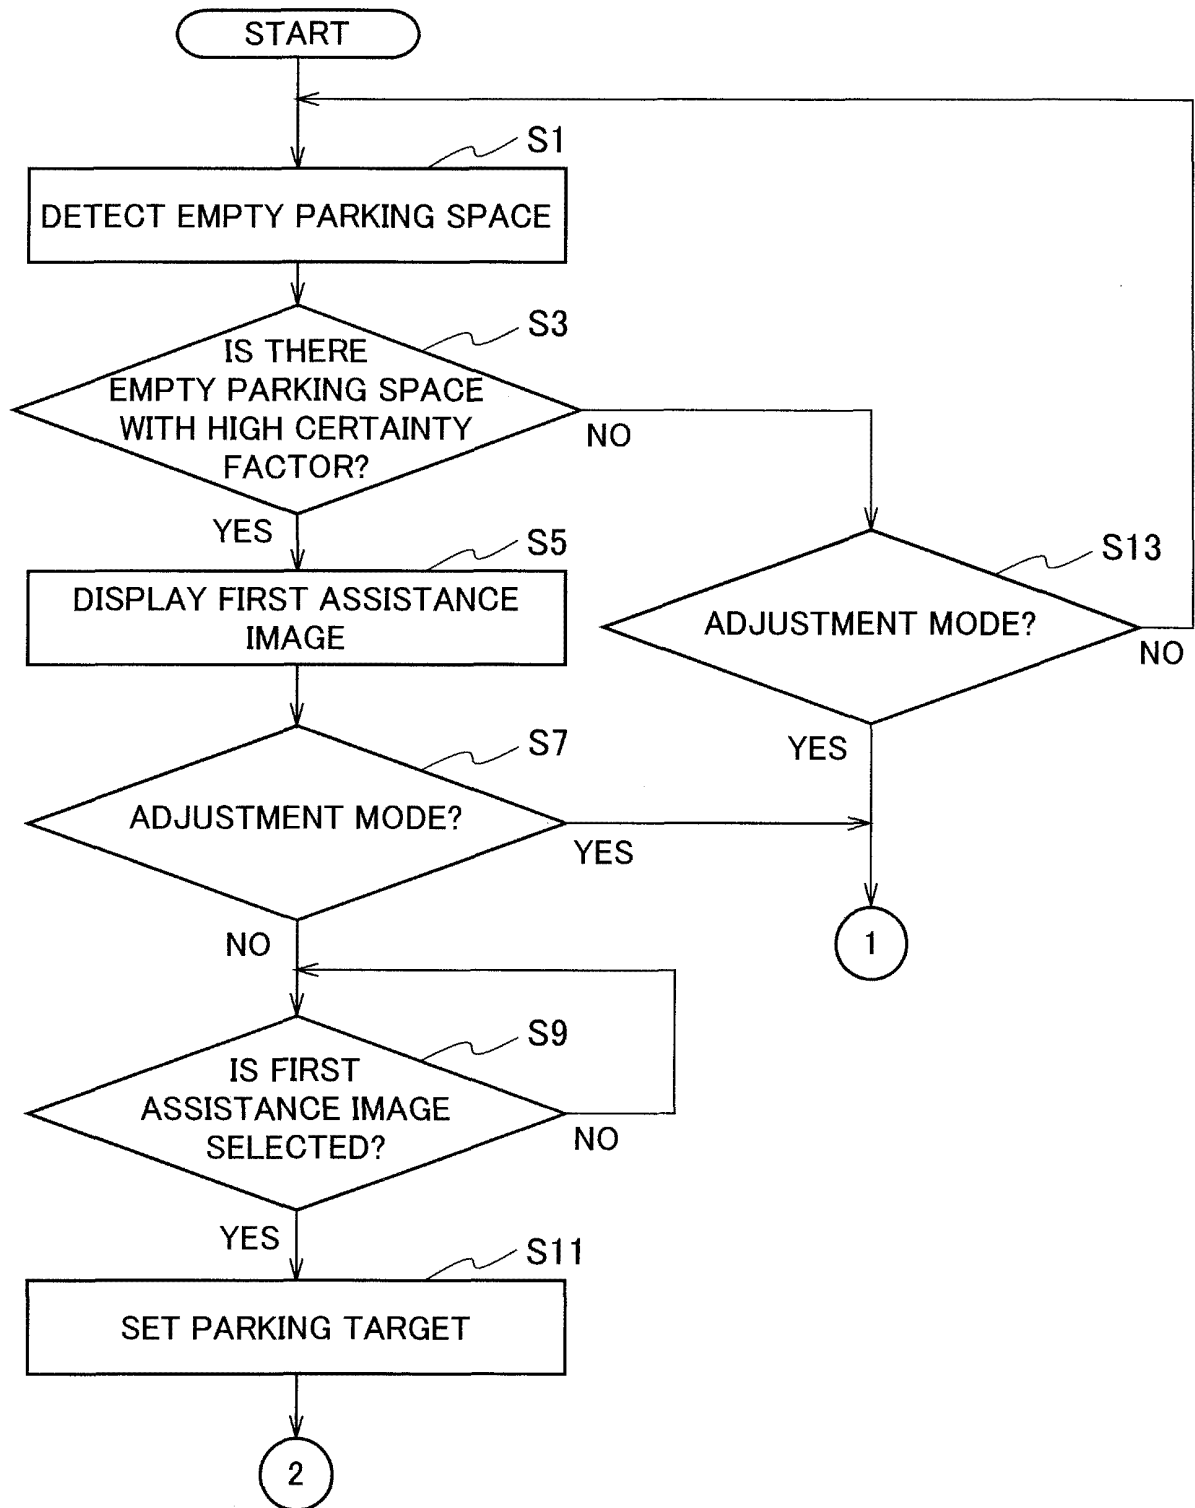 START
S1
DETECT EMPTY PARKING SPACE
S3
IS THERE
EMPTY PARKING SPACE
WITH HIGH CERTAINTY
FACTOR?
NO
YES
S5
DISPLAY FIRST ASSISTANCE
IMAGE
S13
ADJUSTMENT MODE?
NO
YES
S7
ADJUSTMENT MODE?
YES
NO
1
S9
IS FIRST
ASSISTANCE IMAGE
SELECTED?
NO
YES
S11
SET PARKING TARGET
2